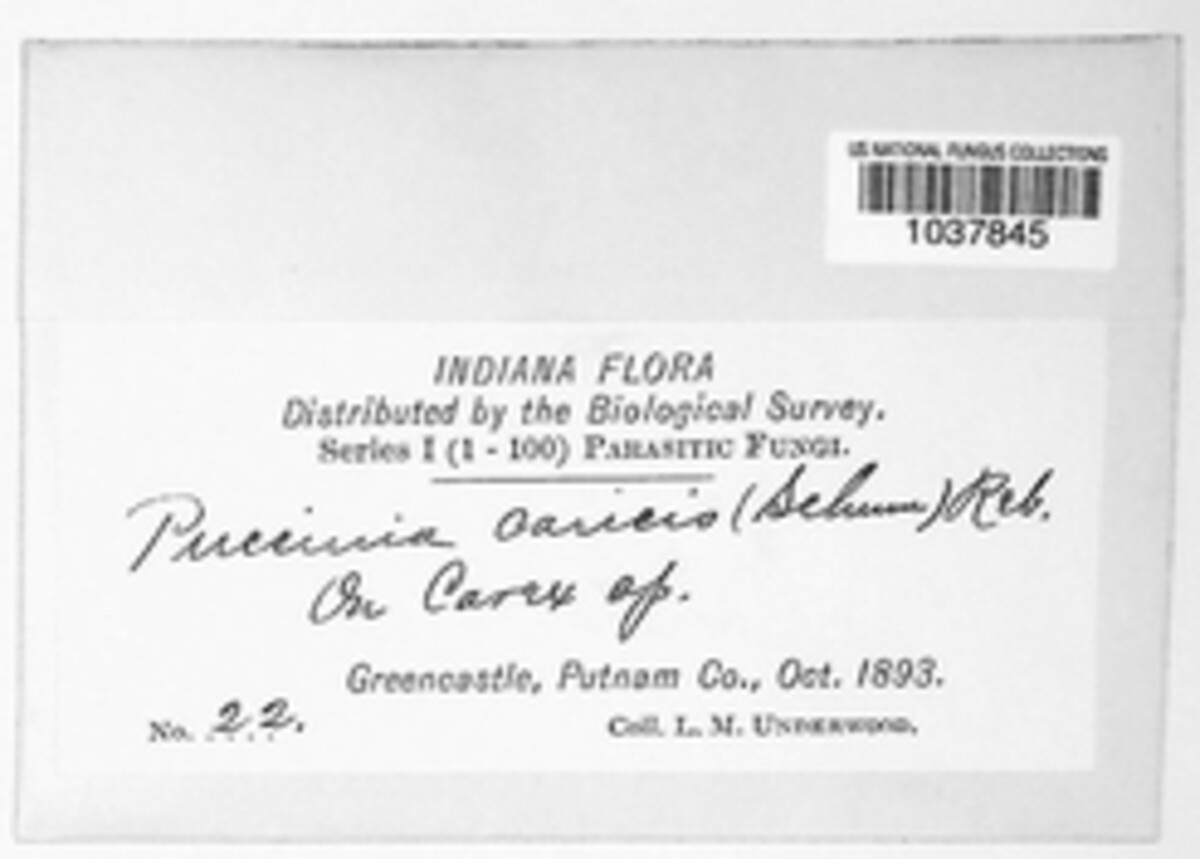 US NATIONAL FUNGUS COLLECTIONS
1037845
INDIANA FLORA
Distributed by the Biological Survey.
Series I (1 - 100) PARASITIC FUNGI.
Puccinia caricis (Schum) Reb.
On Carex sp.
Greencastle, Putnam Co., Oct. 1893.
No. 22.
Coll. L. M. UNDERWOOD.